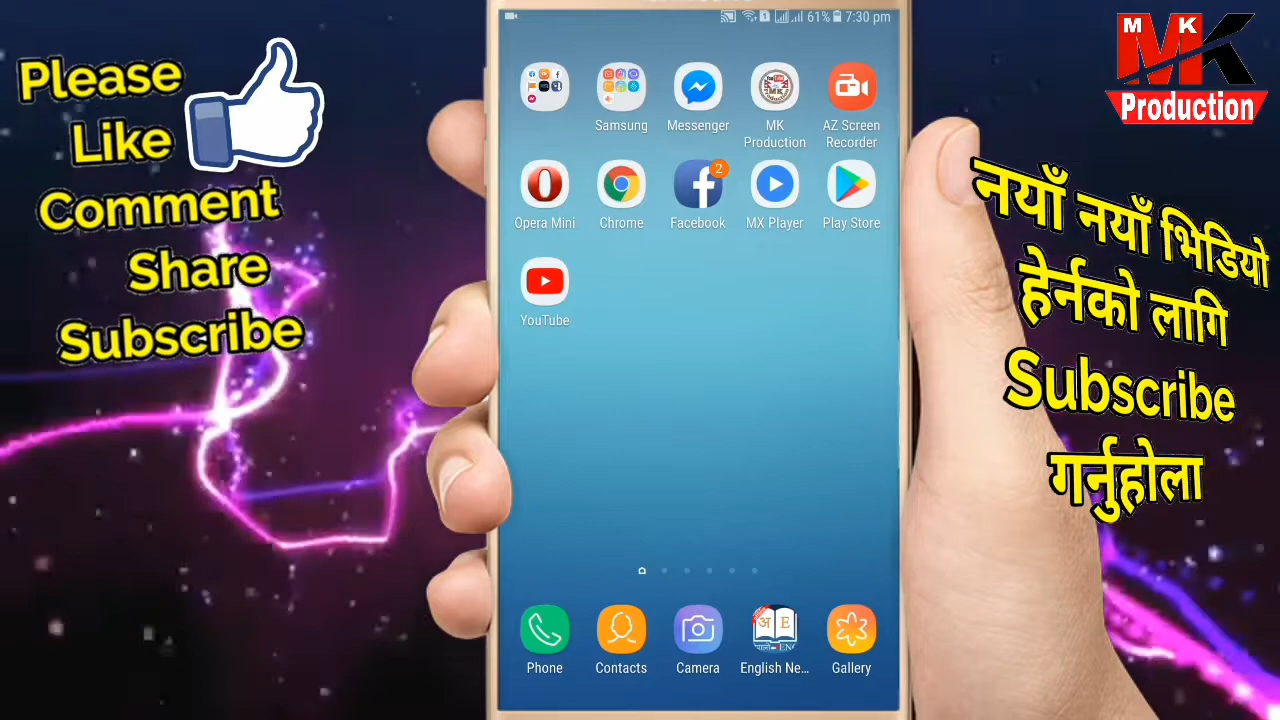 Please
Like
Comment
Share
Subscribe
61% 7:30 pm
Samsung
Messenger
MK
Production
AZ Screen
Recorder
Opera Mini
Chrome
2
Facebook
MX Player
Play Store
YouTube
Phone
Contacts
Camera
English Ne...
Gallery
M K
MK
Production
नयाँ नयाँ भिडियो
हेर्नको लागि
Subscribe
गर्नुहोला